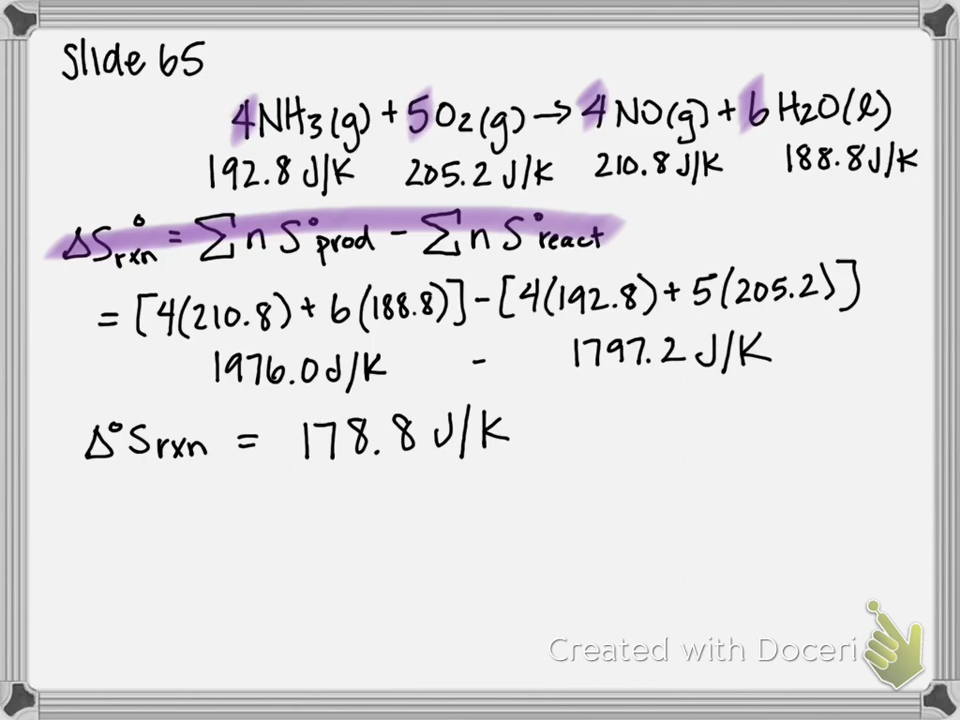 Slide 65
4NH₃(g) + 5O₂(g) → 4NO(g) + 6H₂O(l)
192.8 J/K 205.2 J/K 210.8 J/K 188.8 J/K
ΔS°rxn = ∑nS°prod - ∑nS°react
= [4(210.8) + 6(188.8)] - [4(192.8) + 5(205.2)]
1976.0 J/K - 1797.2 J/K
Δ°Srxn = 178.8 J/K
Created with Doceri